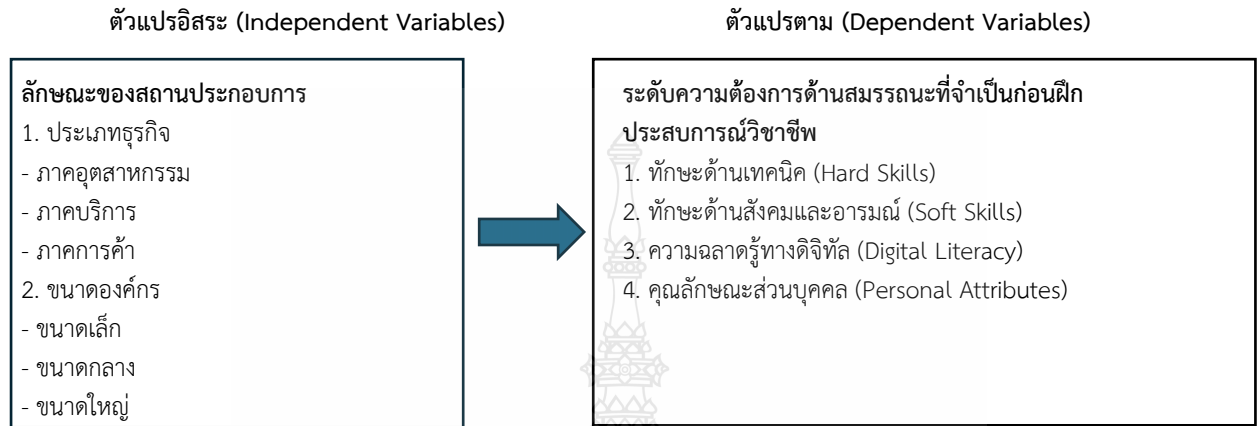 ตัวแปรอิสระ (Independent Variables)
ตัวแปรตาม (Dependent Variables)
ลักษณะของสถานประกอบการ
1. ประเภทธุรกิจ
- ภาคอุตสาหกรรม
- ภาคบริการ
- ภาคการค้า
2. ขนาดองค์กร
- ขนาดเล็ก
- ขนาดกลาง
- ขนาดใหญ่
ระดับความต้องการด้านสมรรถนะที่จำเป็นก่อนฝึก
ประสบการณ์วิชาชีพ
1. ทักษะด้านเทคนิค (Hard Skills)
2. ทักษะด้านสังคมและอารมณ์ (Soft Skills)
3. ความฉลาดรู้ทางดิจิทัล (Digital Literacy)
4. คุณลักษณะส่วนบุคคล (Personal Attributes)